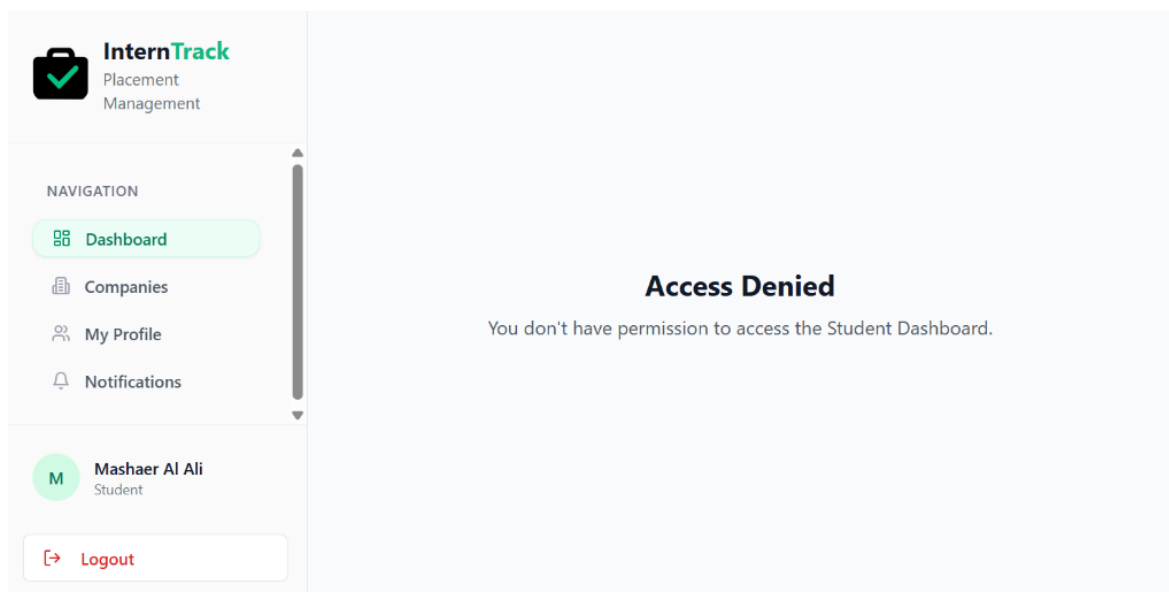 InternTrack
Placement
Management
NAVIGATION
Dashboard
Companies
My Profile
Notifications
M
Mashaer Al Ali
Student
Logout
Access Denied
You don't have permission to access the Student Dashboard.